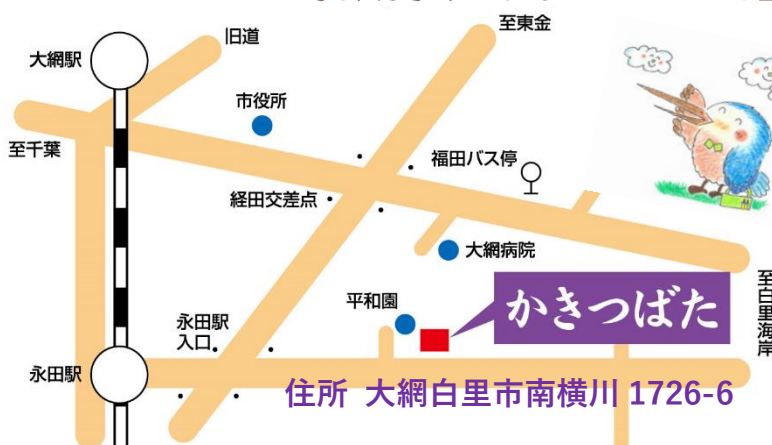 至東金
旧道
大網駅
市役所
至千葉
福田バス停
経田交差点
大網病院
至白里海岸
かきつばた
平和園
永田駅
入口
永田駅
住所 大網白里市南横川 1726-6